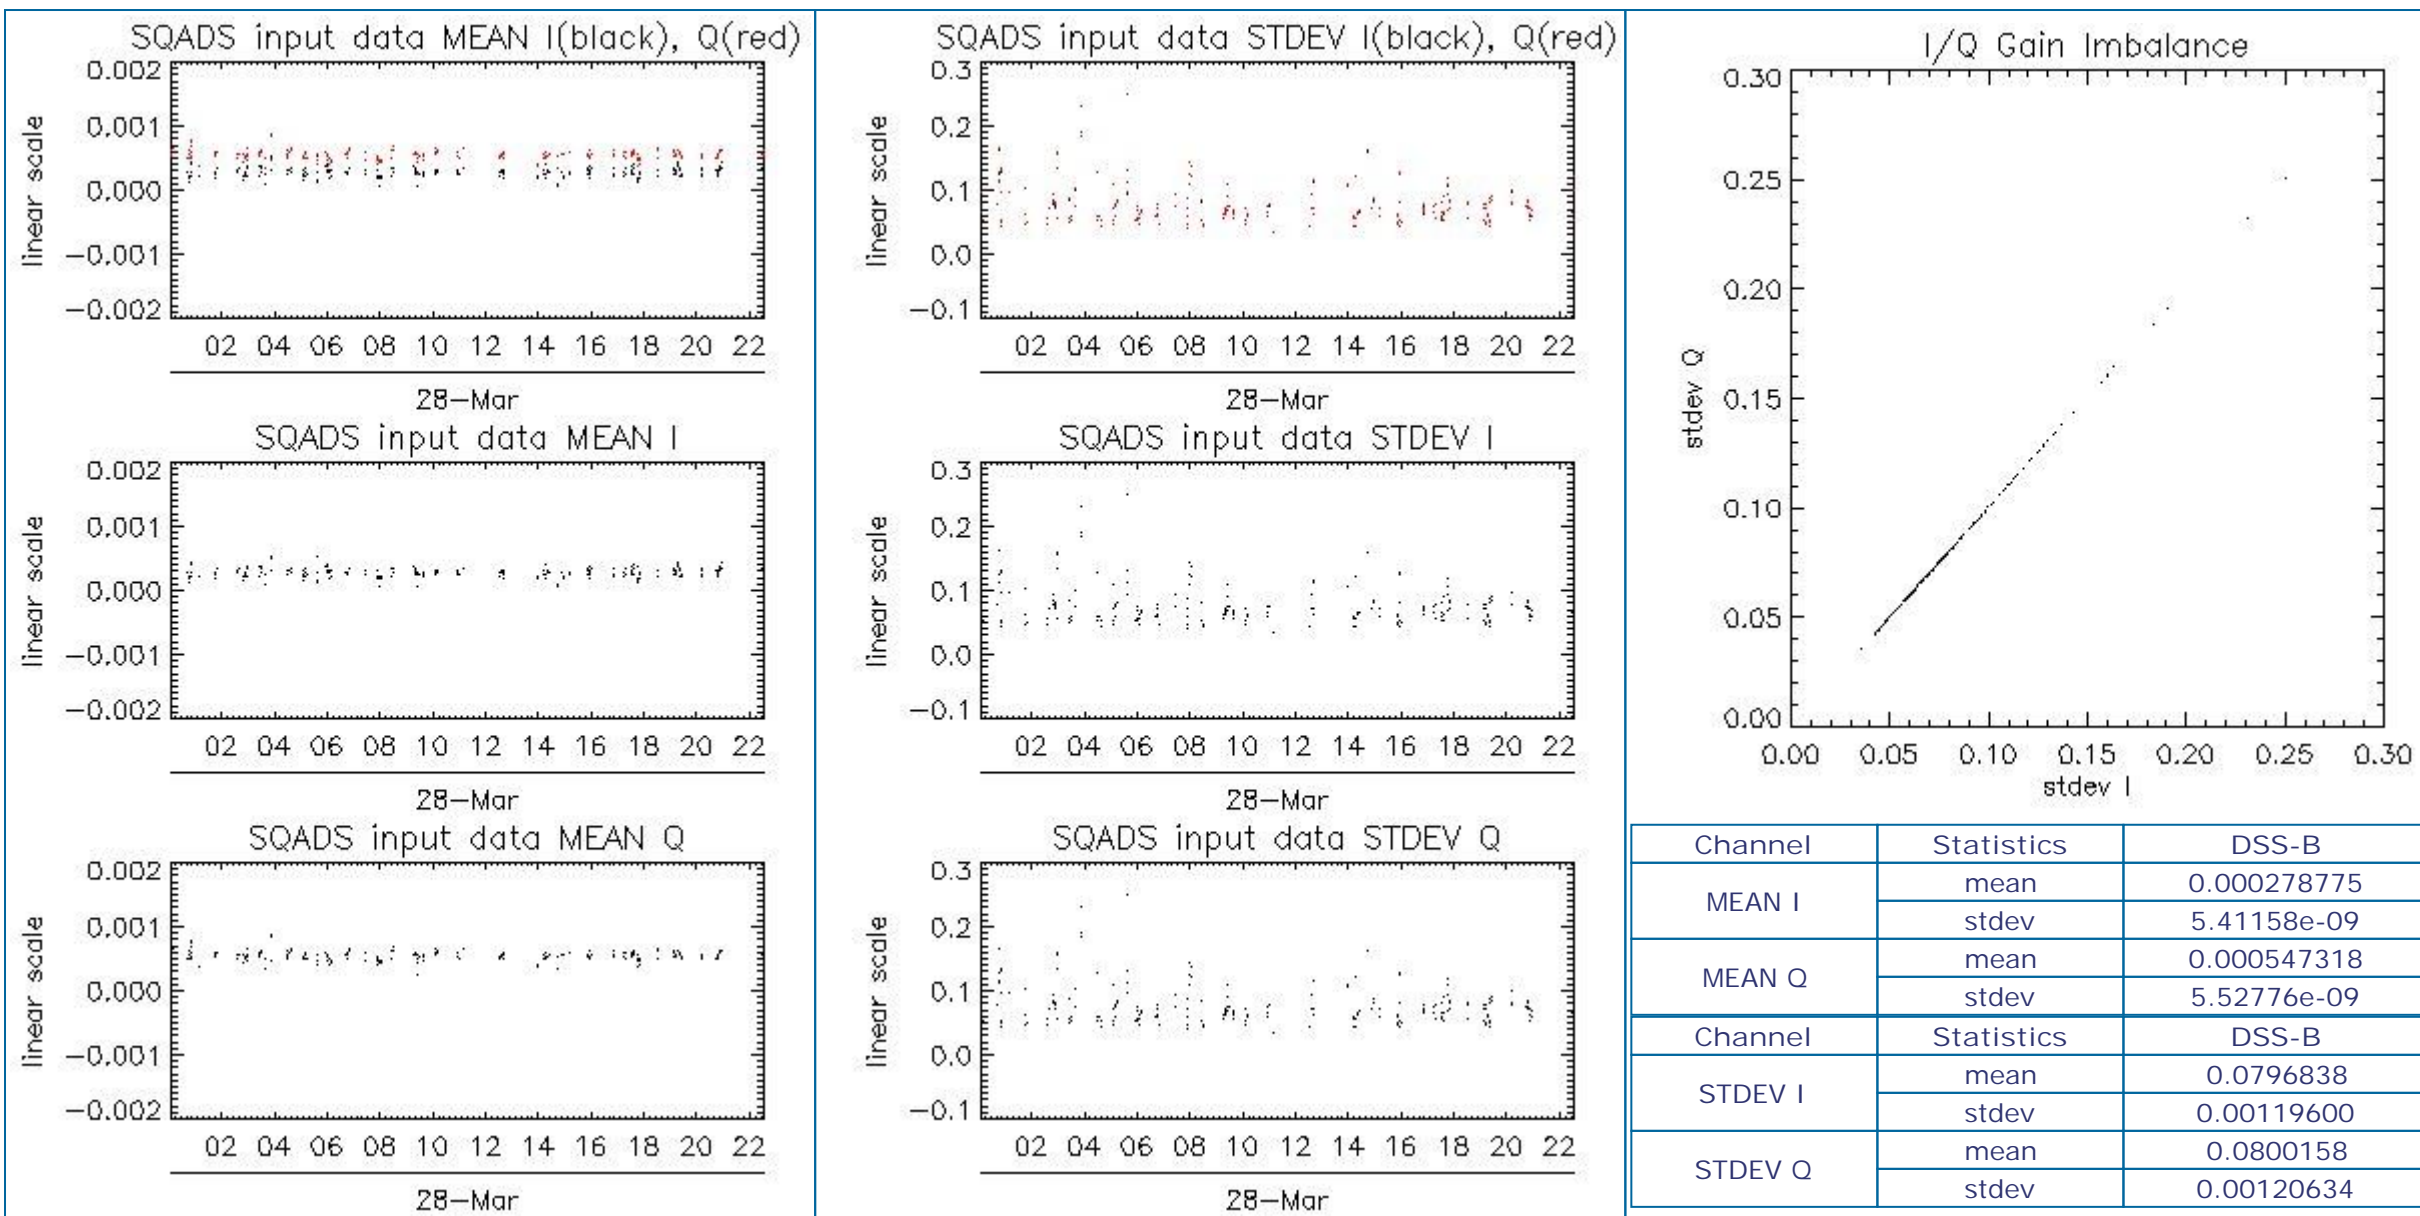 SQADS input data MEAN I(black), Q(red)
0.002
0.001
0.000
-0.001
-0.002
linear scale
02 04 06 08 10 12 14 16 18 20 22
28-Mar
SQADS input data MEAN I
0.002
0.001
0.000
-0.001
-0.002
linear scale
02 04 06 08 10 12 14 16 18 20 22
28-Mar
SQADS input data MEAN Q
0.002
0.001
0.000
-0.001
-0.002
linear scale
02 04 06 08 10 12 14 16 18 20 22
28-Mar
SQADS input data STDEV I(black), Q(red)
0.3
0.2
0.1
0.0
-0.1
linear scale
02 04 06 08 10 12 14 16 18 20 22
28-Mar
SQADS input data STDEV I
0.3
0.2
0.1
0.0
-0.1
linear scale
02 04 06 08 10 12 14 16 18 20 22
28-Mar
SQADS input data STDEV Q
0.3
0.2
0.1
0.0
-0.1
linear scale
02 04 06 08 10 12 14 16 18 20 22
28-Mar
I/Q Gain Imbalance
0.30
0.25
0.20
0.15
0.10
0.05
0.00
stdev Q
0.00 0.05 0.10 0.15 0.20 0.25 0.30
stdev I
Channel Statistics DSS-B
MEAN I mean 0.000278775
stdev 5.41158e-09
MEAN Q mean 0.000547318
stdev 5.52776e-09
Channel Statistics DSS-B
STDEV I mean 0.0796838
stdev 0.00119600
STDEV Q mean 0.0800158
stdev 0.00120634